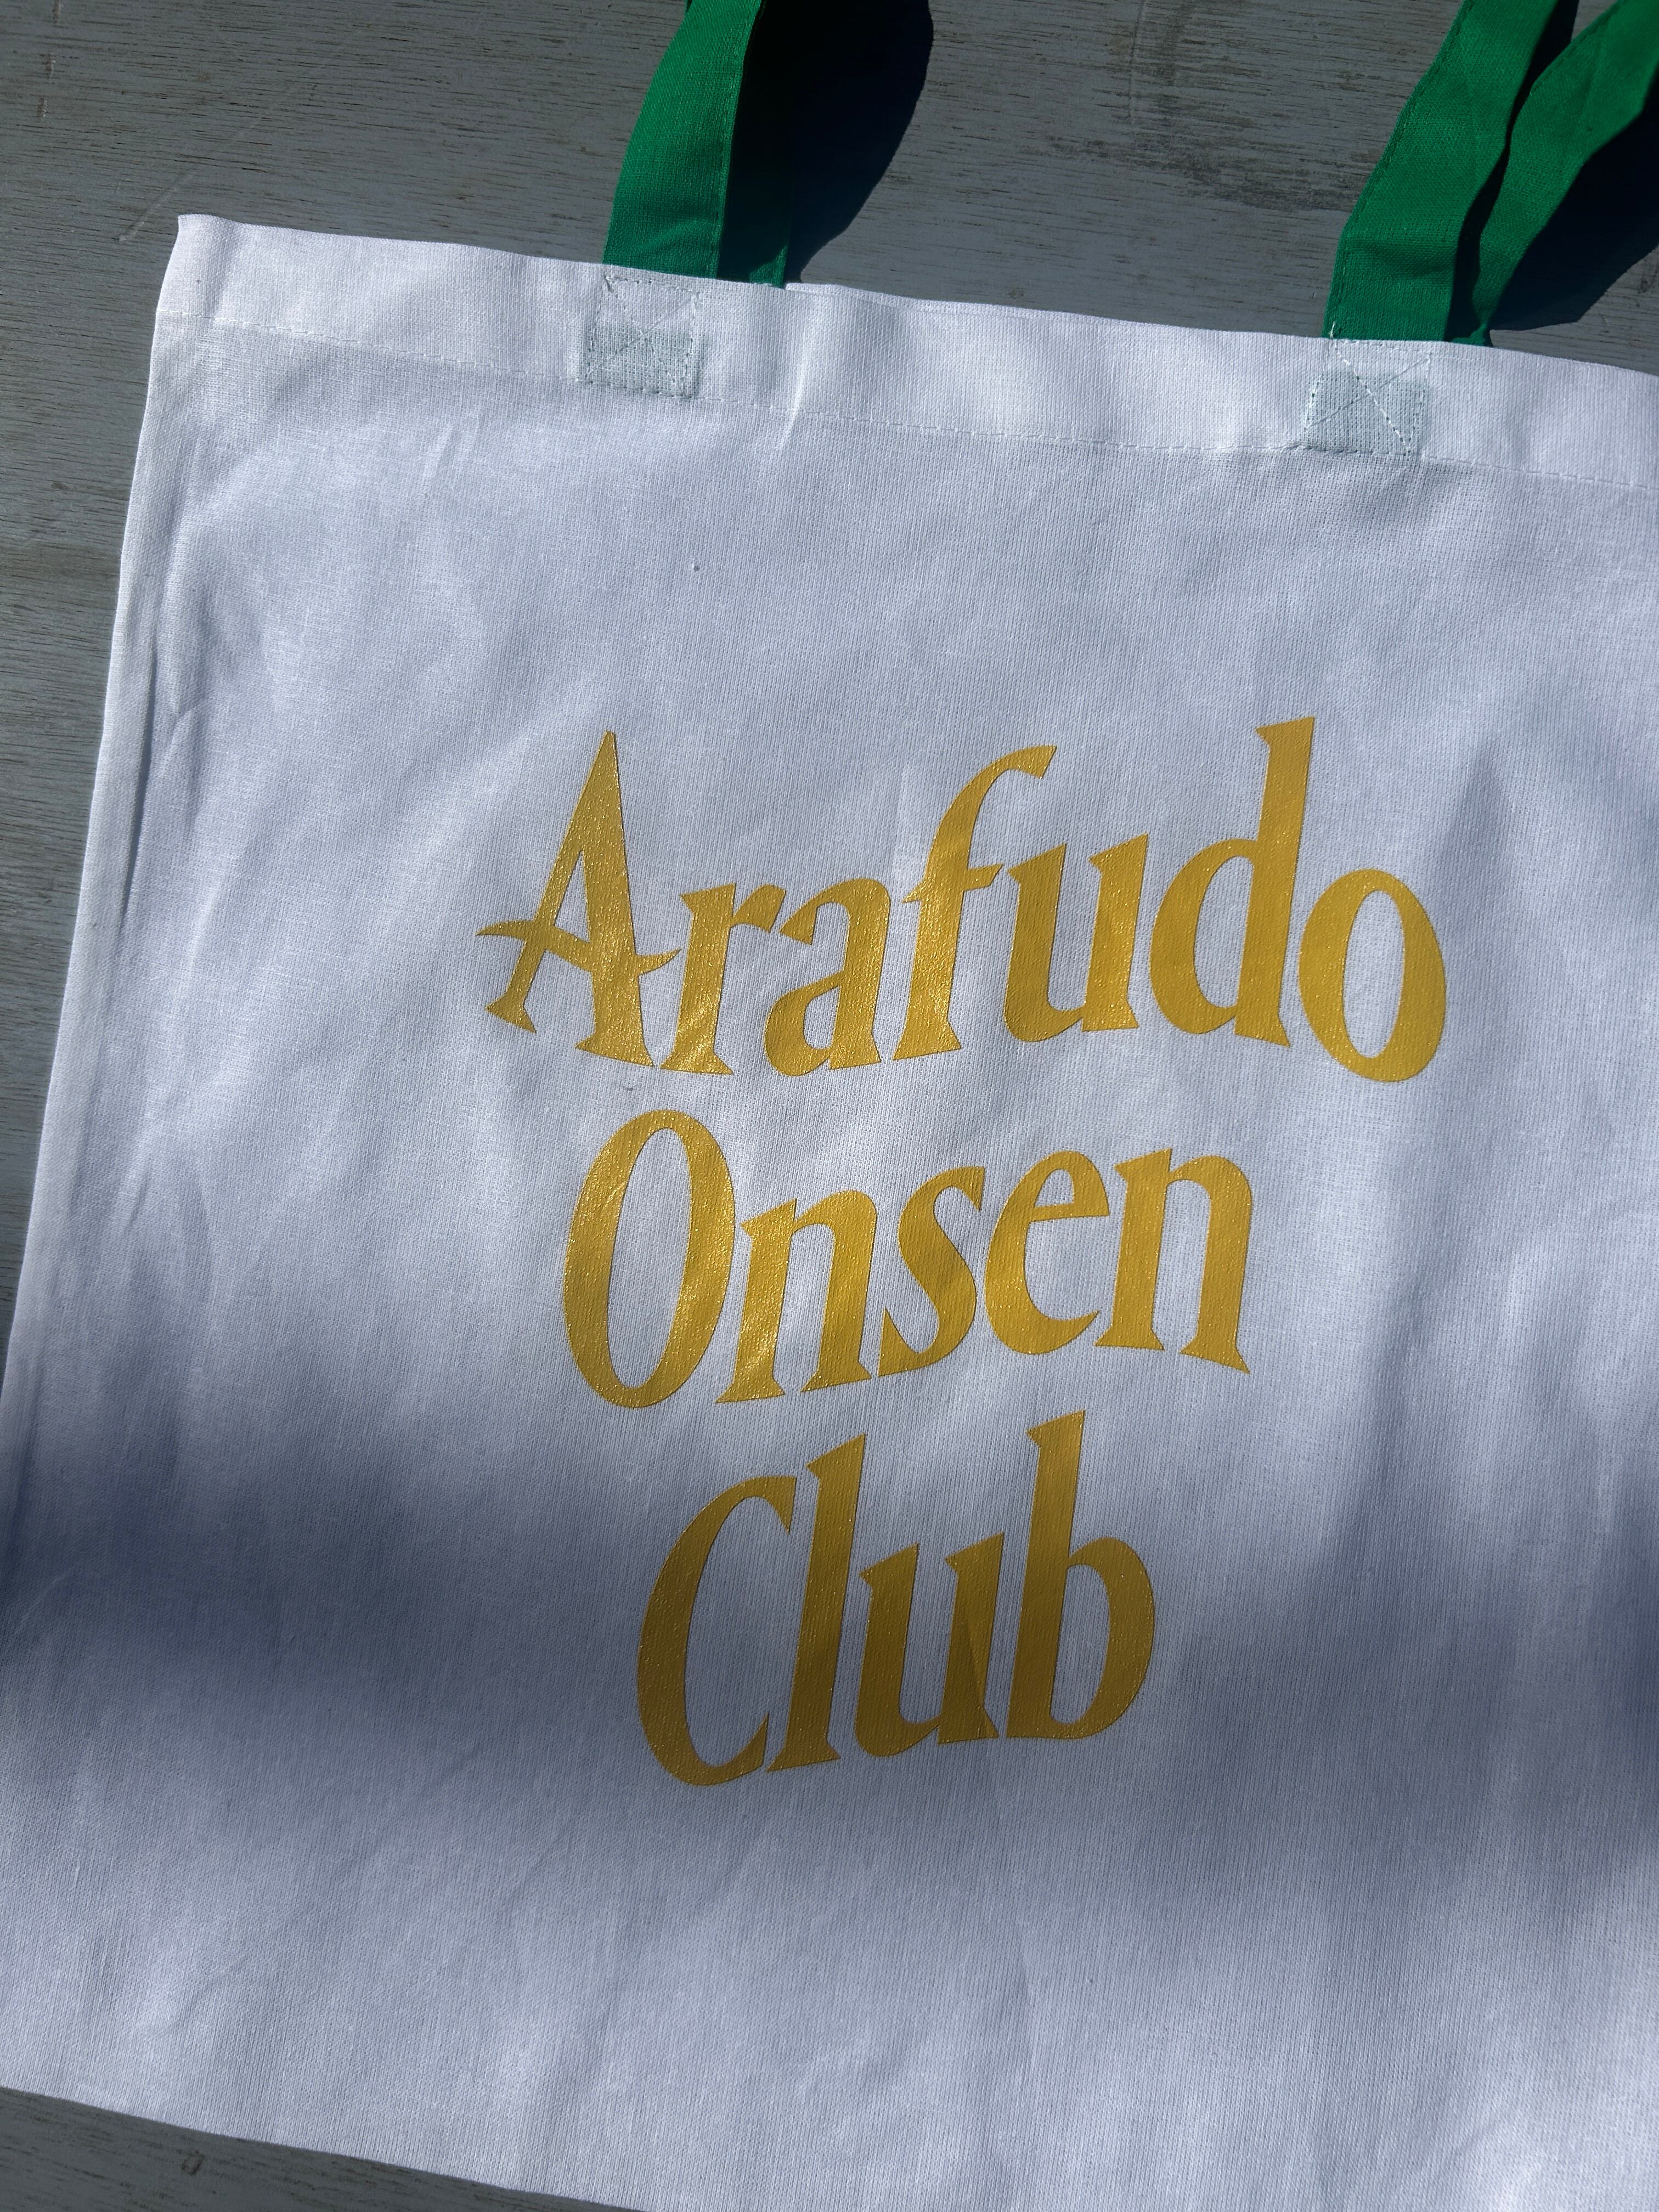 Arafudo
Onsen
Club